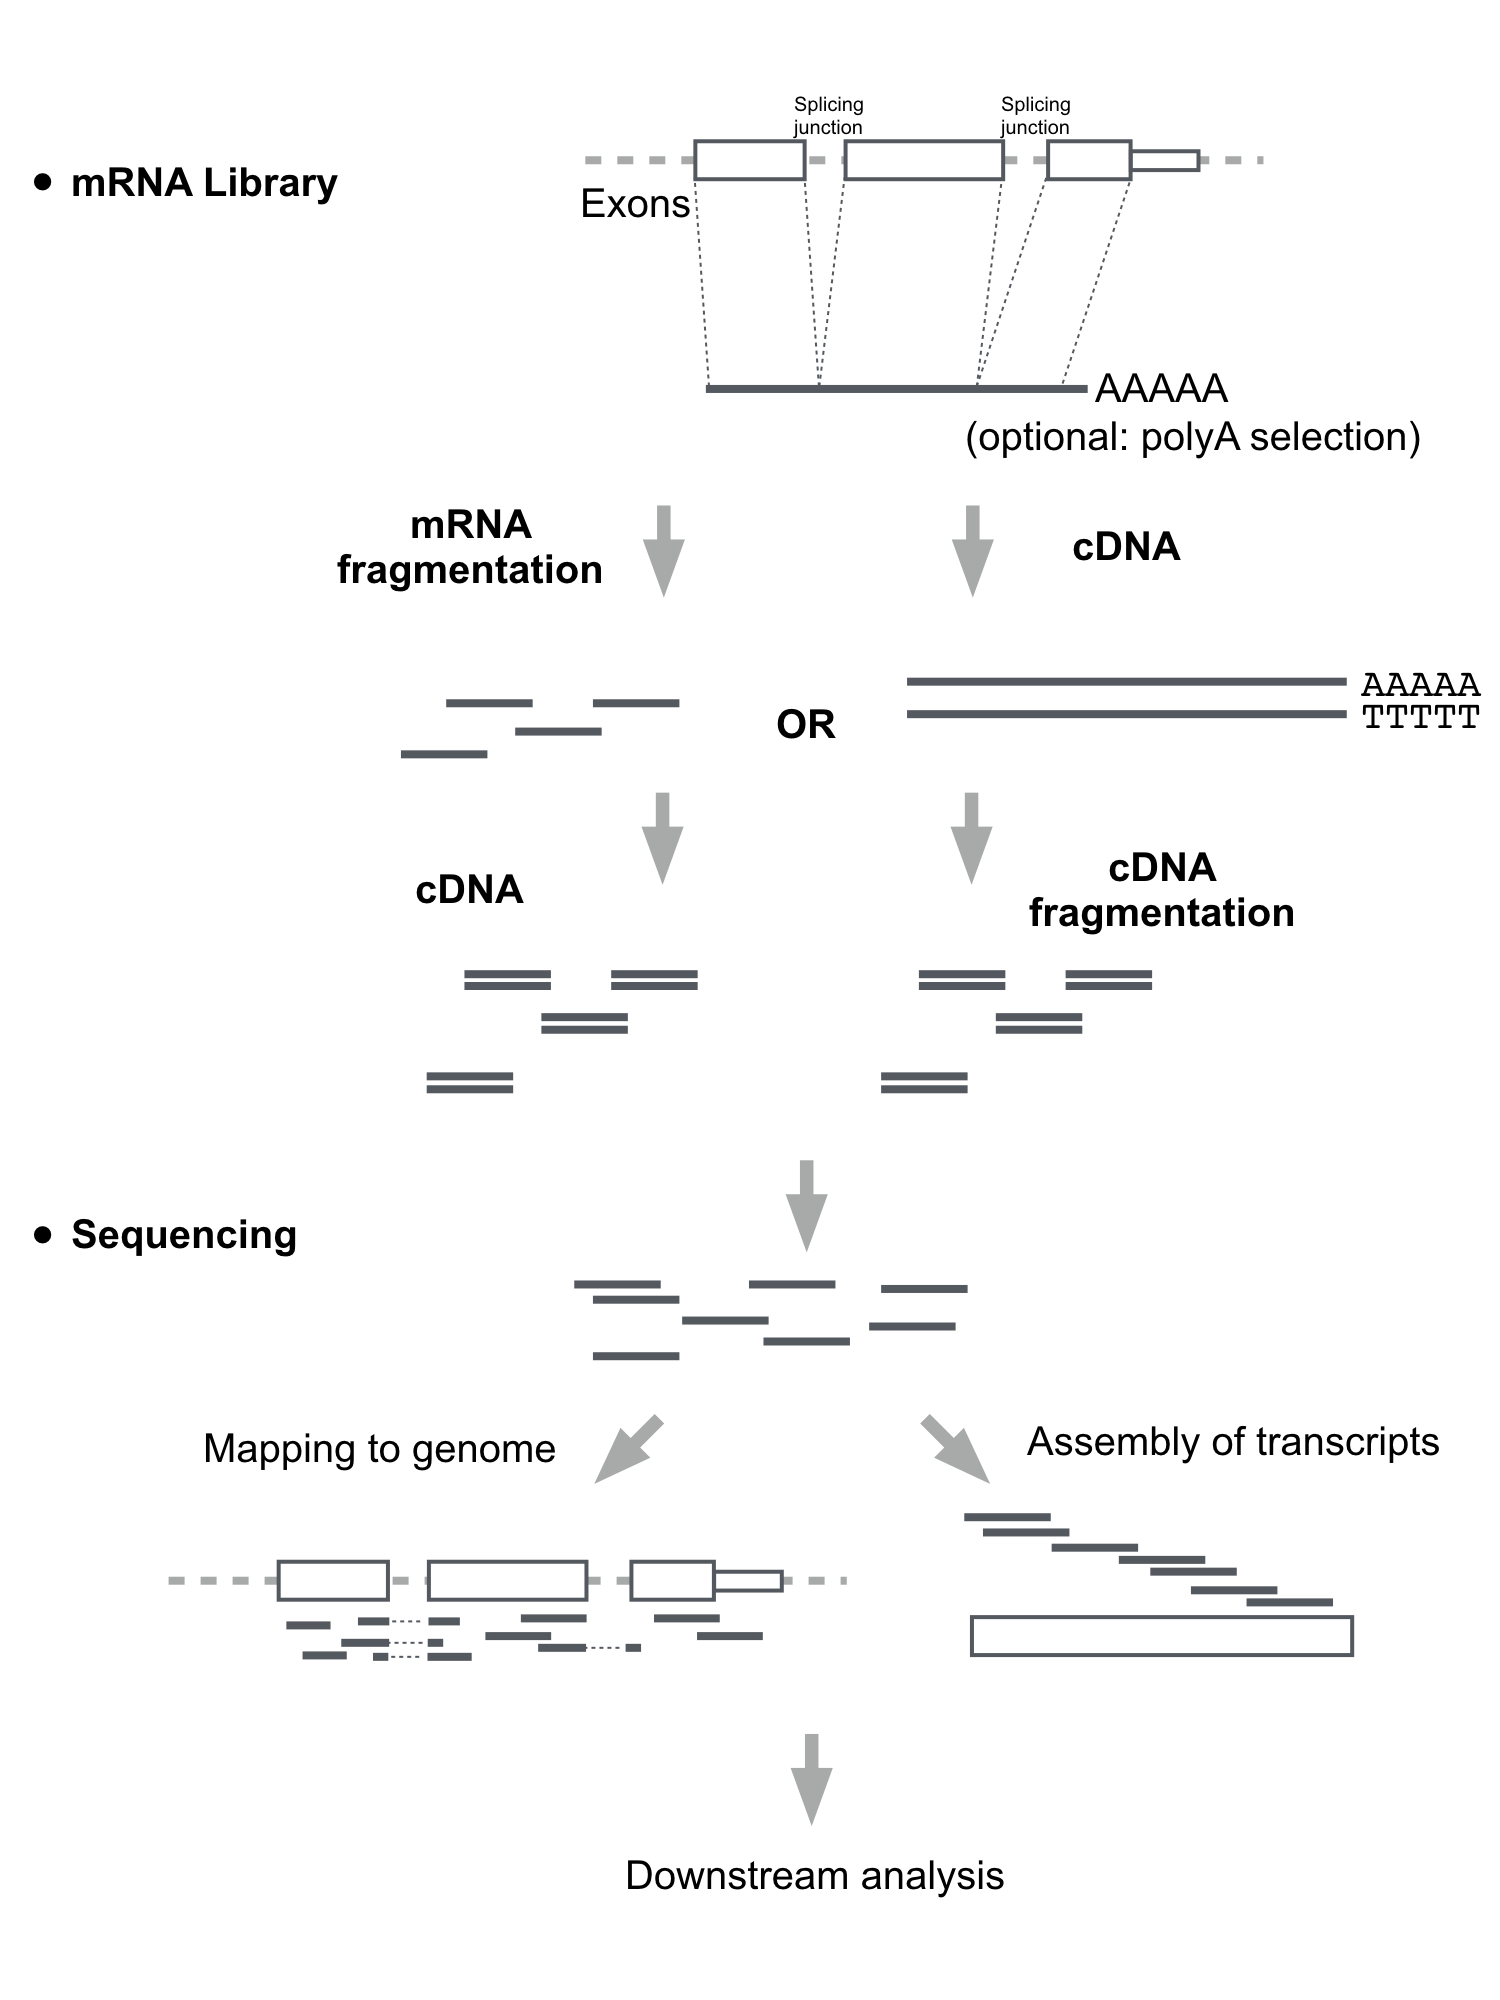 Splicing
junction
Splicing
junction
• mRNA Library
Exons
AAAAA
(optional: polyA selection)
mRNA
fragmentation
cDNA
OR
AAAAA
TTTTT
cDNA
cDNA
fragmentation
• Sequencing
Mapping to genome
Assembly of transcripts
Downstream analysis